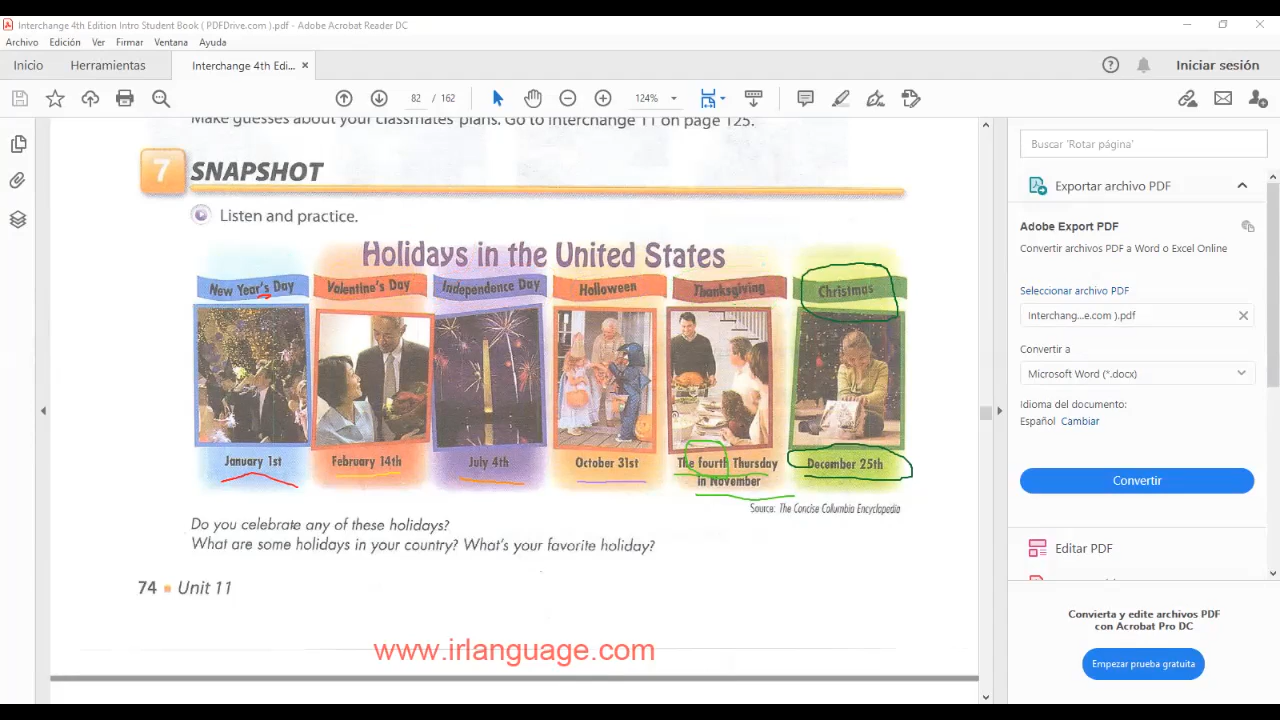 Interchange 4th Edition Intro Student Book ( PDFDrive.com ).pdf - Adobe Acrobat Reader DC
Archivo Edición Ver Firmar Ventana Ayuda
Inicio Herramientas Interchange 4th Edi... × Iniciar sesión
82 / 162 124%
Make guesses about your classmates' plans. Go to Interchange 11 on page 125.
7 SNAPSHOT
Listen and practice.
Holidays in the United States
New Year's Day Valentine's Day Independence Day Halloween Thanksgiving Christmas
January 1st February 14th July 4th October 31st The fourth Thursday December 25th
in November
Source: The Concise Columbia Encyclopedia
Do you celebrate any of these holidays?
What are some holidays in your country? What's your favorite holiday?
74 Unit 11
www.irlanguage.com
Buscar 'Rotar página'
Exportar archivo PDF
Adobe Export PDF
Convertir archivos PDF a Word o Excel Online
Seleccionar archivo PDF
Interchang...e.com ).pdf
Convertir a
Microsoft Word (*.docx)
Idioma del documento:
Español Cambiar
Convertir
Editar PDF
Convierta y edite archivos PDF
con Acrobat Pro DC
Empezar prueba gratuita